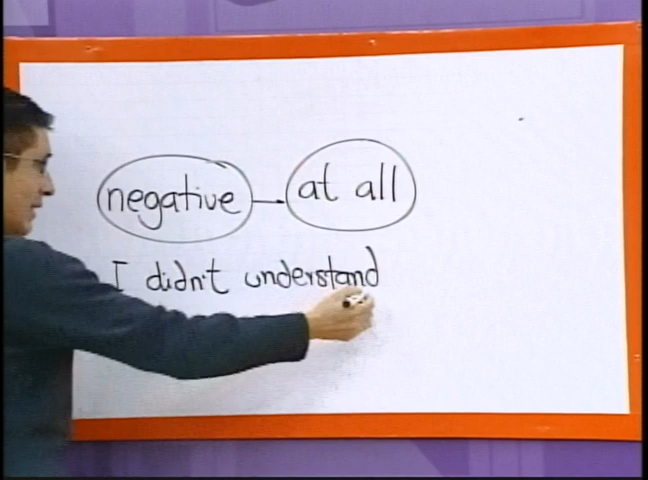 negative — at all
I didn't understand